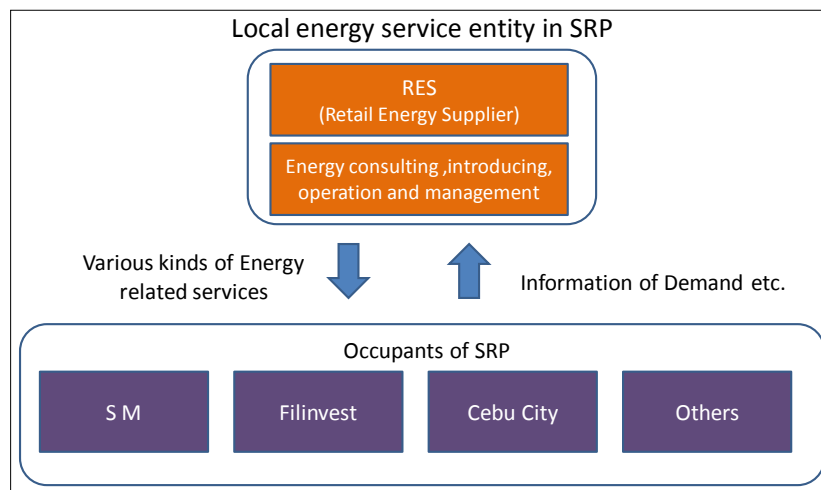 Local energy service entity in SRP
RES
(Retail Energy Supplier)
Energy consulting ,introducing,
operation and management
Various kinds of Energy
related services
Information of Demand etc.
Occupants of SRP
S M
Filinvest
Cebu City
Others